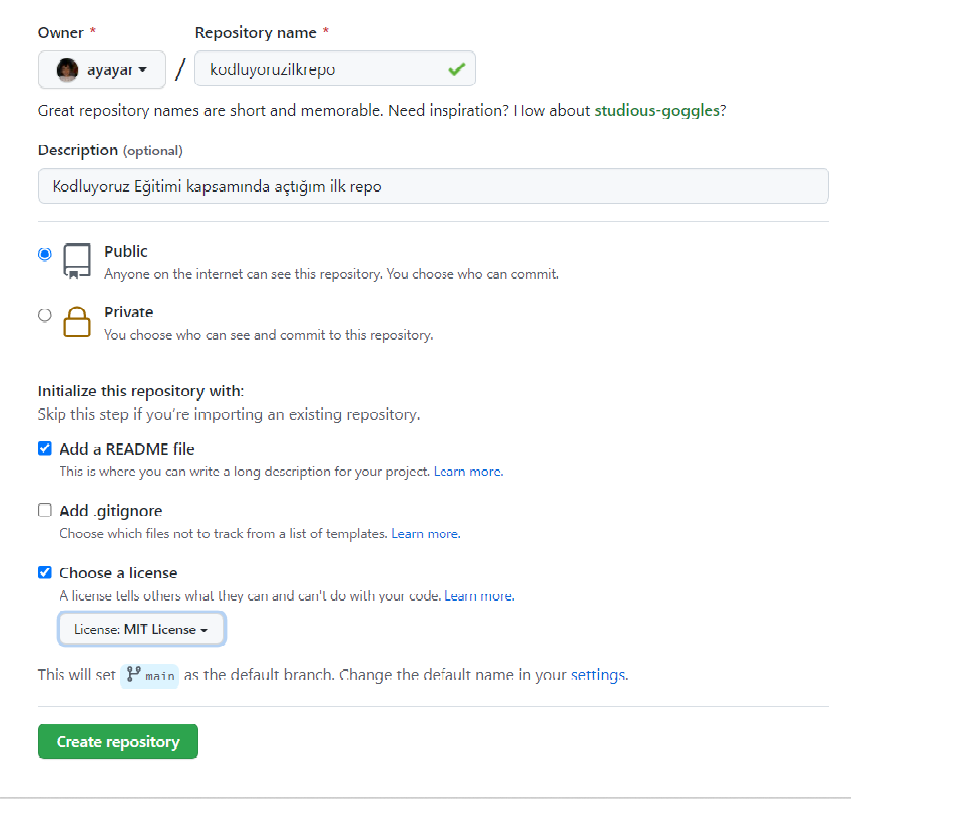 Owner *
Repository name *
ayayar
/
kodluyoruzilkrepo
Great repository names are short and memorable. Need inspiration? How about studious-goggles?
Description (optional)
Kodluyoruz Eğitimi kapsamında açtığım ilk repo
Public
Anyone on the internet can see this repository. You choose who can commit.
Private
You choose who can see and commit to this repository.
Initialize this repository with:
Skip this step if you're importing an existing repository.
Add a README file
This is where you can write a long description for your project. Learn more.
Add .gitignore
Choose which files not to track from a list of templates. Learn more.
Choose a license
A license tells others what they can and can't do with your code. Learn more.
License: MIT License
This will set main as the default branch. Change the default name in your settings.
Create repository